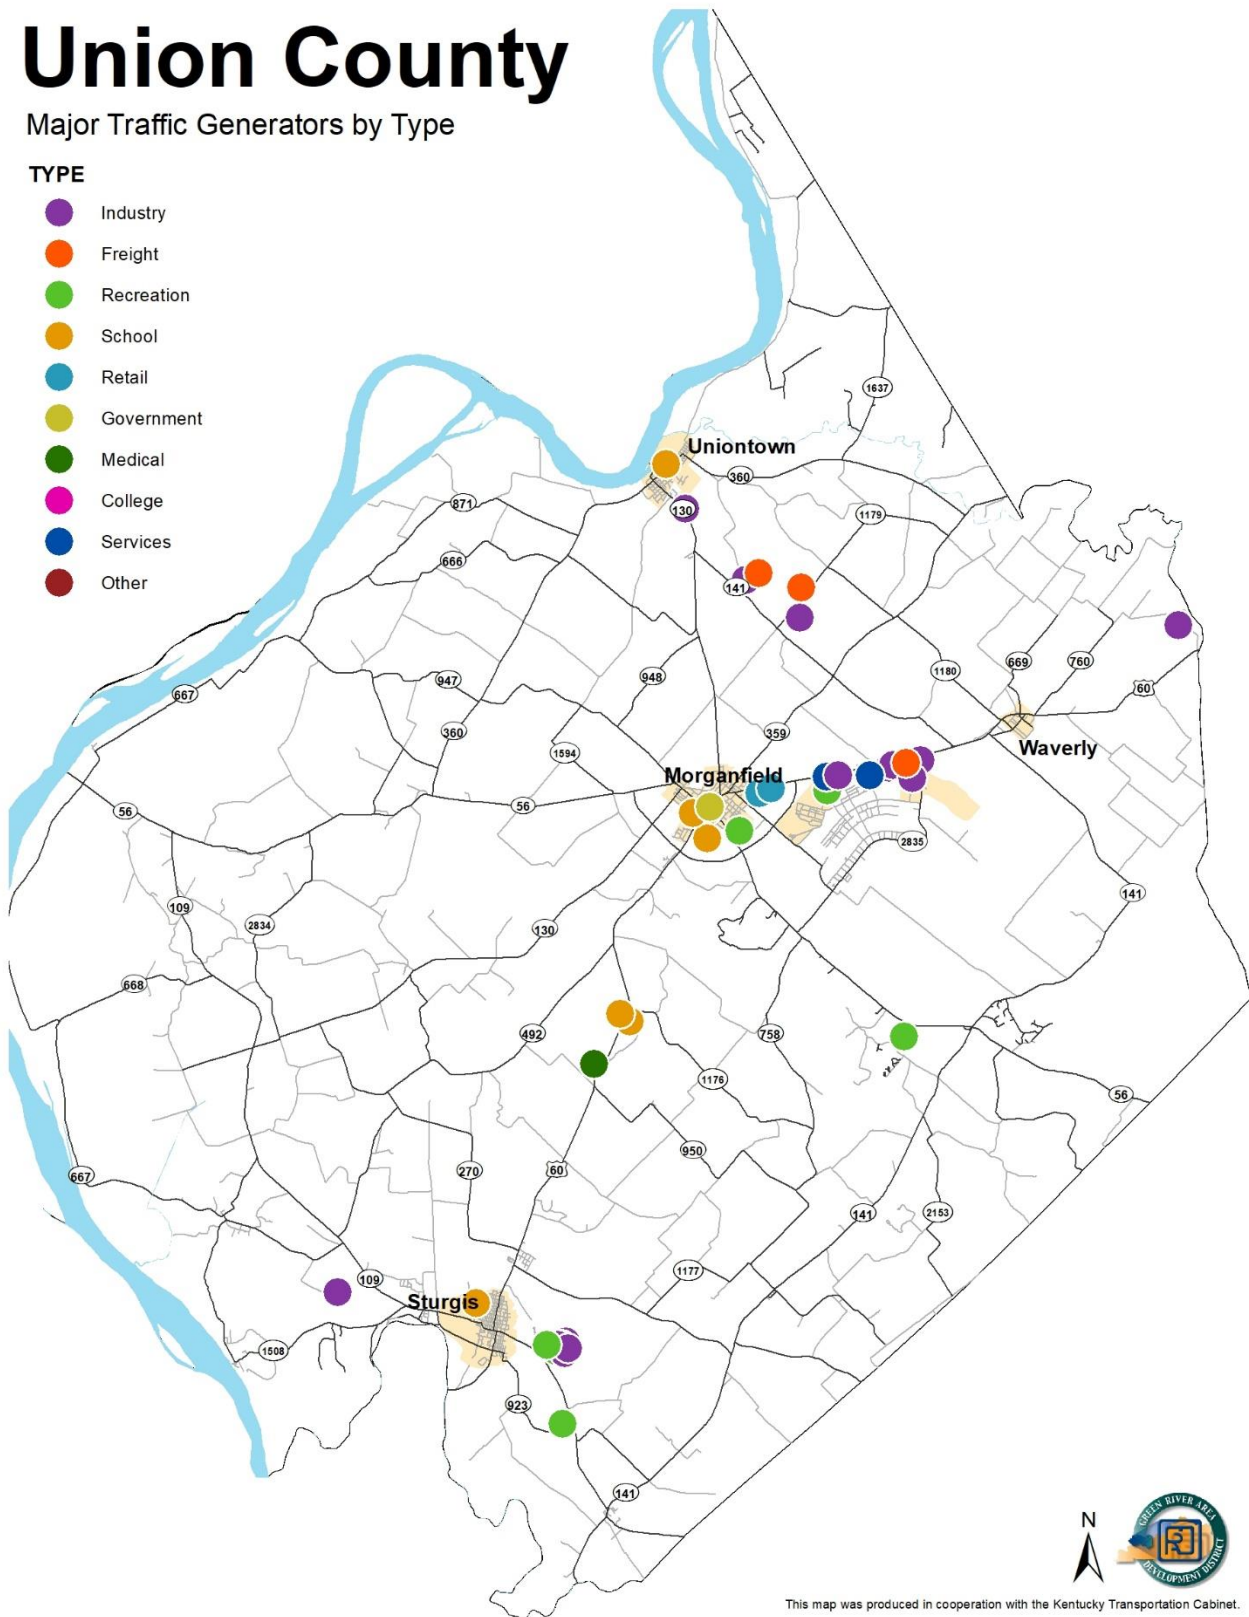 Union County
Major Traffic Generators by Type
TYPE
Industry
Freight
Recreation
School
Retail
Government
Medical
College
Services
Other
1637
Uniontown
360
871
130
1179
666
141
669
760
1180
60
947
948
667
360
359
1594
Waverly
Morganfield
56
56
2835
141
109
2834
130
668
492
758
1176
56
950
667
270
60
141
2153
1177
109
Sturgis
1508
923
141
N
GREEN RIVER AREA
DEVELOPMENT DISTRICT
This map was produced in cooperation with the Kentucky Transportation Cabinet.